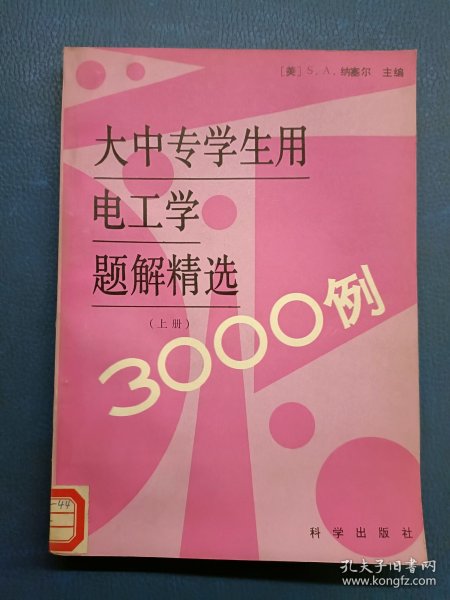 [美] S. A. 纳塞尔 主编
大中专学生用
电工学
题解精选
(上册)
3000例
-44
科学出版社
孔夫子旧书网
www.kongfz.com